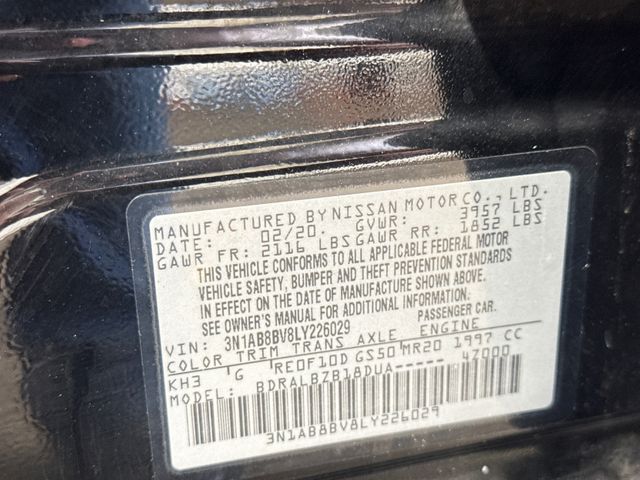 MANUFACTURED BY NISSAN MOTOR CO., LTD.
DATE: 02/20. GVWR: 3957 LBS
GAWR FR: 2116 LBS GAWR RR: 1852 LBS
THIS VEHICLE CONFORMS TO ALL APPLICABLE FEDERAL MOTOR
VEHICLE SAFETY, BUMPER AND THEFT PREVENTION STANDARDS
IN EFFECT ON THE DATE OF MANUFACTURE SHOWN ABOVE.
SEE OWNER'S MANUAL FOR ADDITIONAL INFORMATION.
VIN: 3N1AB8BV8LY226029 PASSENGER CAR.
COLOR TRIM TRANS AXLE ENGINE
KH3 'G 'RE0F10D GS50 MR20 1997 CC
MODEL: BDRALBZB18DUA----- 47000
3N1AB8BV8LY226029